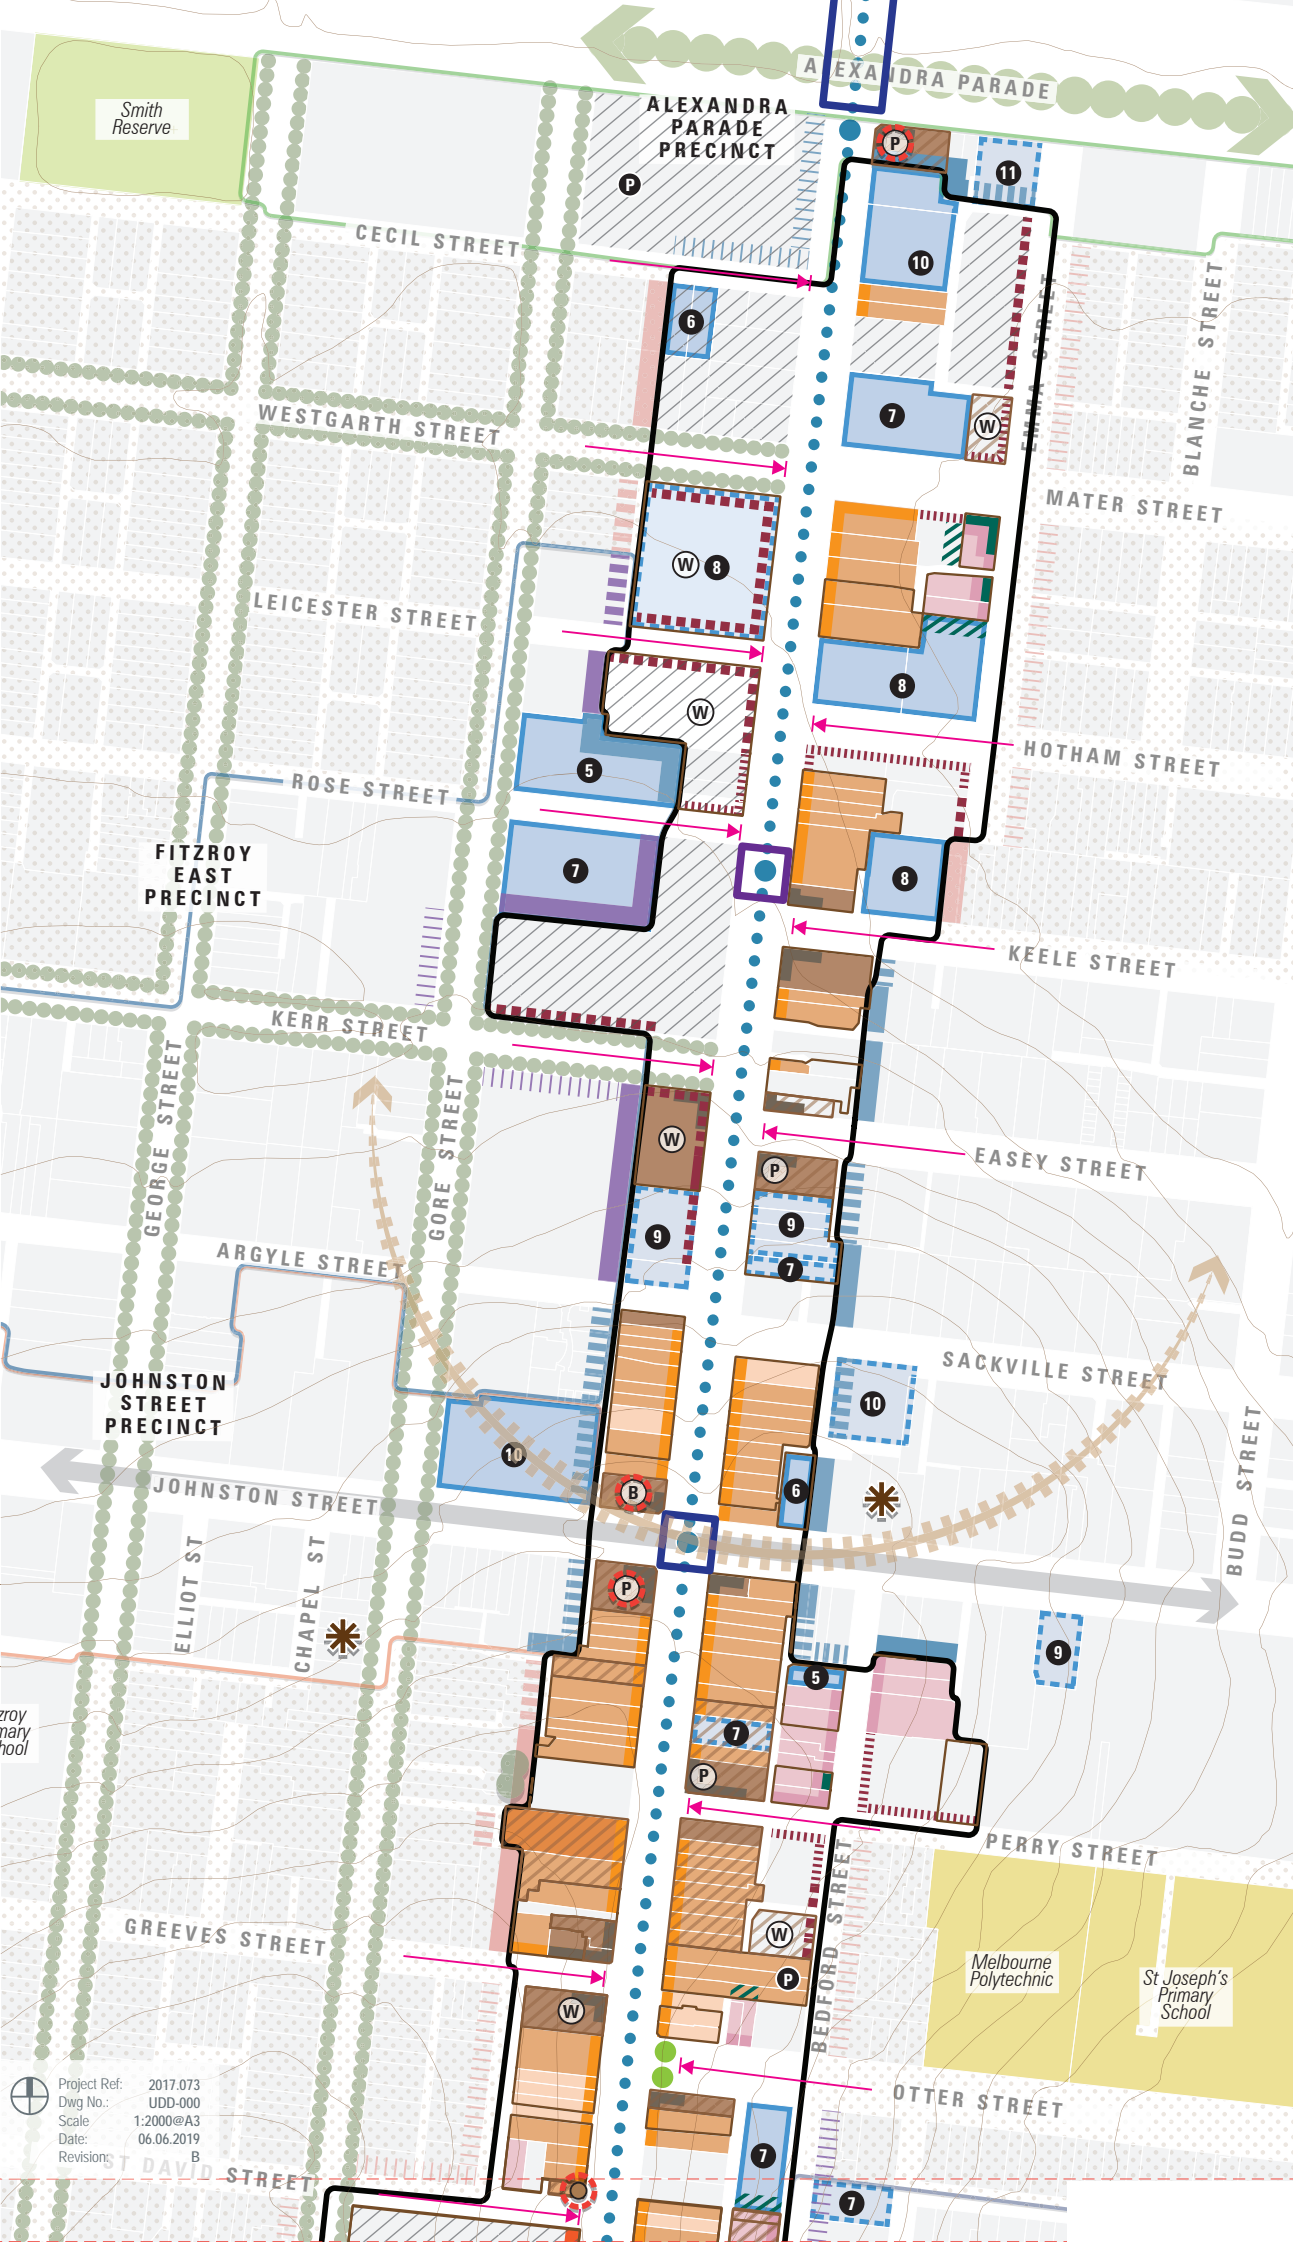 ALEXANDRA PARADE
Smith
Reserve
ALEXANDRA
PARADE
PRECINCT
P
P
11
CECIL STREET
10
6
EMMA STREET
BLANCHE STREET
WESTGARTH STREET
7
W
MATER STREET
W
8
LEICESTER STREET
8
W
HOTHAM STREET
5
ROSE STREET
FITZROY
EAST
PRECINCT
7
8
KEELE STREET
KERR STREET
GEORGE STREET
GORE STREET
W
EASEY STREET
P
9
9
7
ARGYLE STREET
SACKVILLE STREET
JOHNSTON
STREET
PRECINCT
10
10
6
B
JOHNSTON STREET
BUDD STREET
ELLIOT ST
CHAPEL ST
P
9
5
zroy
mary
hool
7
P
PERRY STREET
BEDFORD STREET
GREEVES STREET
W
P
Melbourne
Polytechnic
St Joseph's
Primary
School
W
OTTER STREET
Project Ref: 2017.073
Dwg No.: UDD-000
Scale 1:2000@A3
Date: 06.06.2019
Revision: B
ST DAVID STREET
7
7